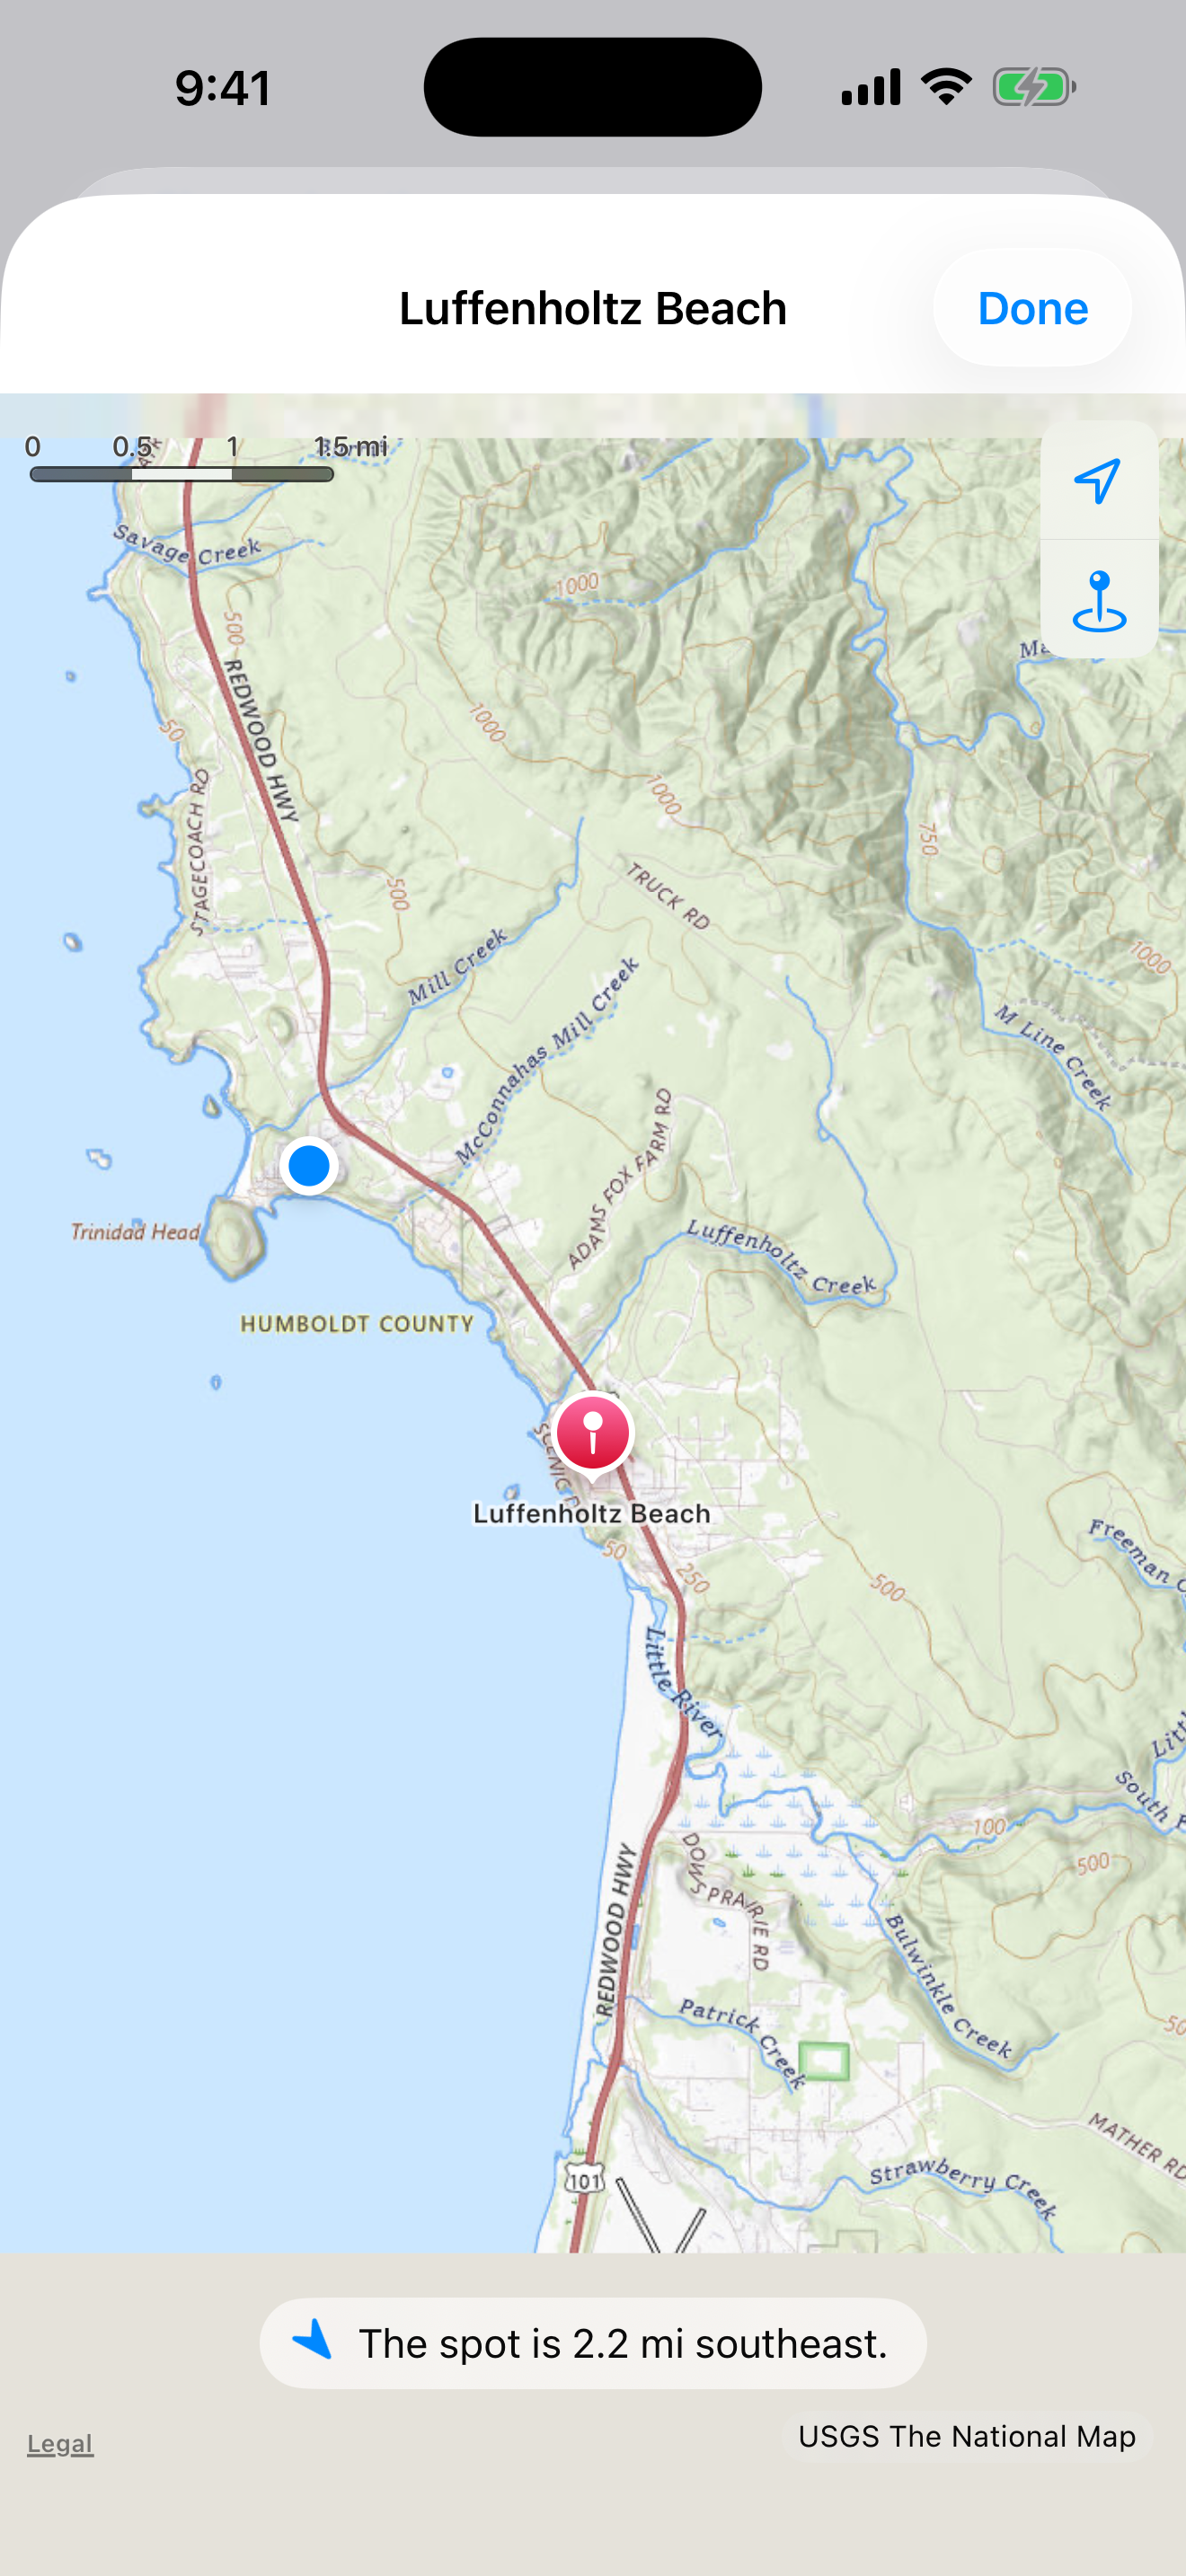 9:41
Luffenholtz Beach
Done
0 0.5 1 1.5 mi
Savage Creek
1000
500
REDWOOD HWY
50
1000
1000
STAGECOACH RD
750
TRUCK RD
500
Mill Creek
1000
McConnahas Mill Creek
M Line Creek
ADAMS FOX FARM RD
Trinidad Head
Luffenholtz Creek
HUMBOLDT COUNTY
Luffenholtz Beach
50
250
500
Freeman
Little River
South
100
500
DOWS PRAIRIE RD
REDWOOD HWY
Bulwinkle Creek
Patrick Creek
50
MATHER RD
Strawberry Creek
101
The spot is 2.2 mi southeast.
Legal
USGS The National Map